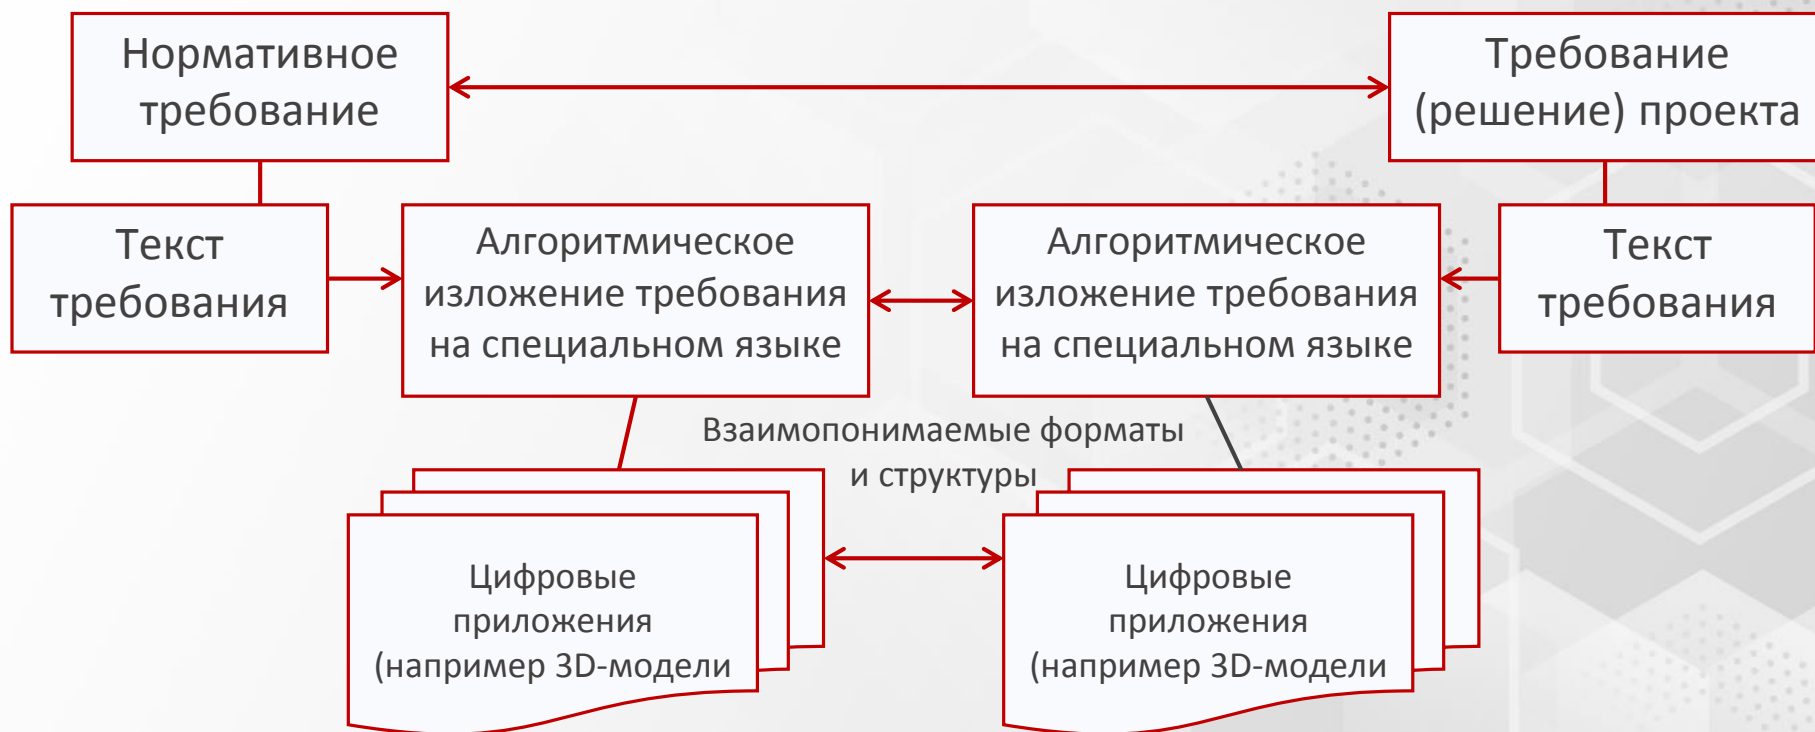 Нормативное
требование
Требование
(решение) проекта
Текст
требования
Алгоритмическое
изложение требования
на специальном языке
Алгоритмическое
изложение требования
на специальном языке
Текст
требования
Взаимопонимаемые форматы
и структуры
Цифровые
приложения
(например 3D-модели
Цифровые
приложения
(например 3D-модели